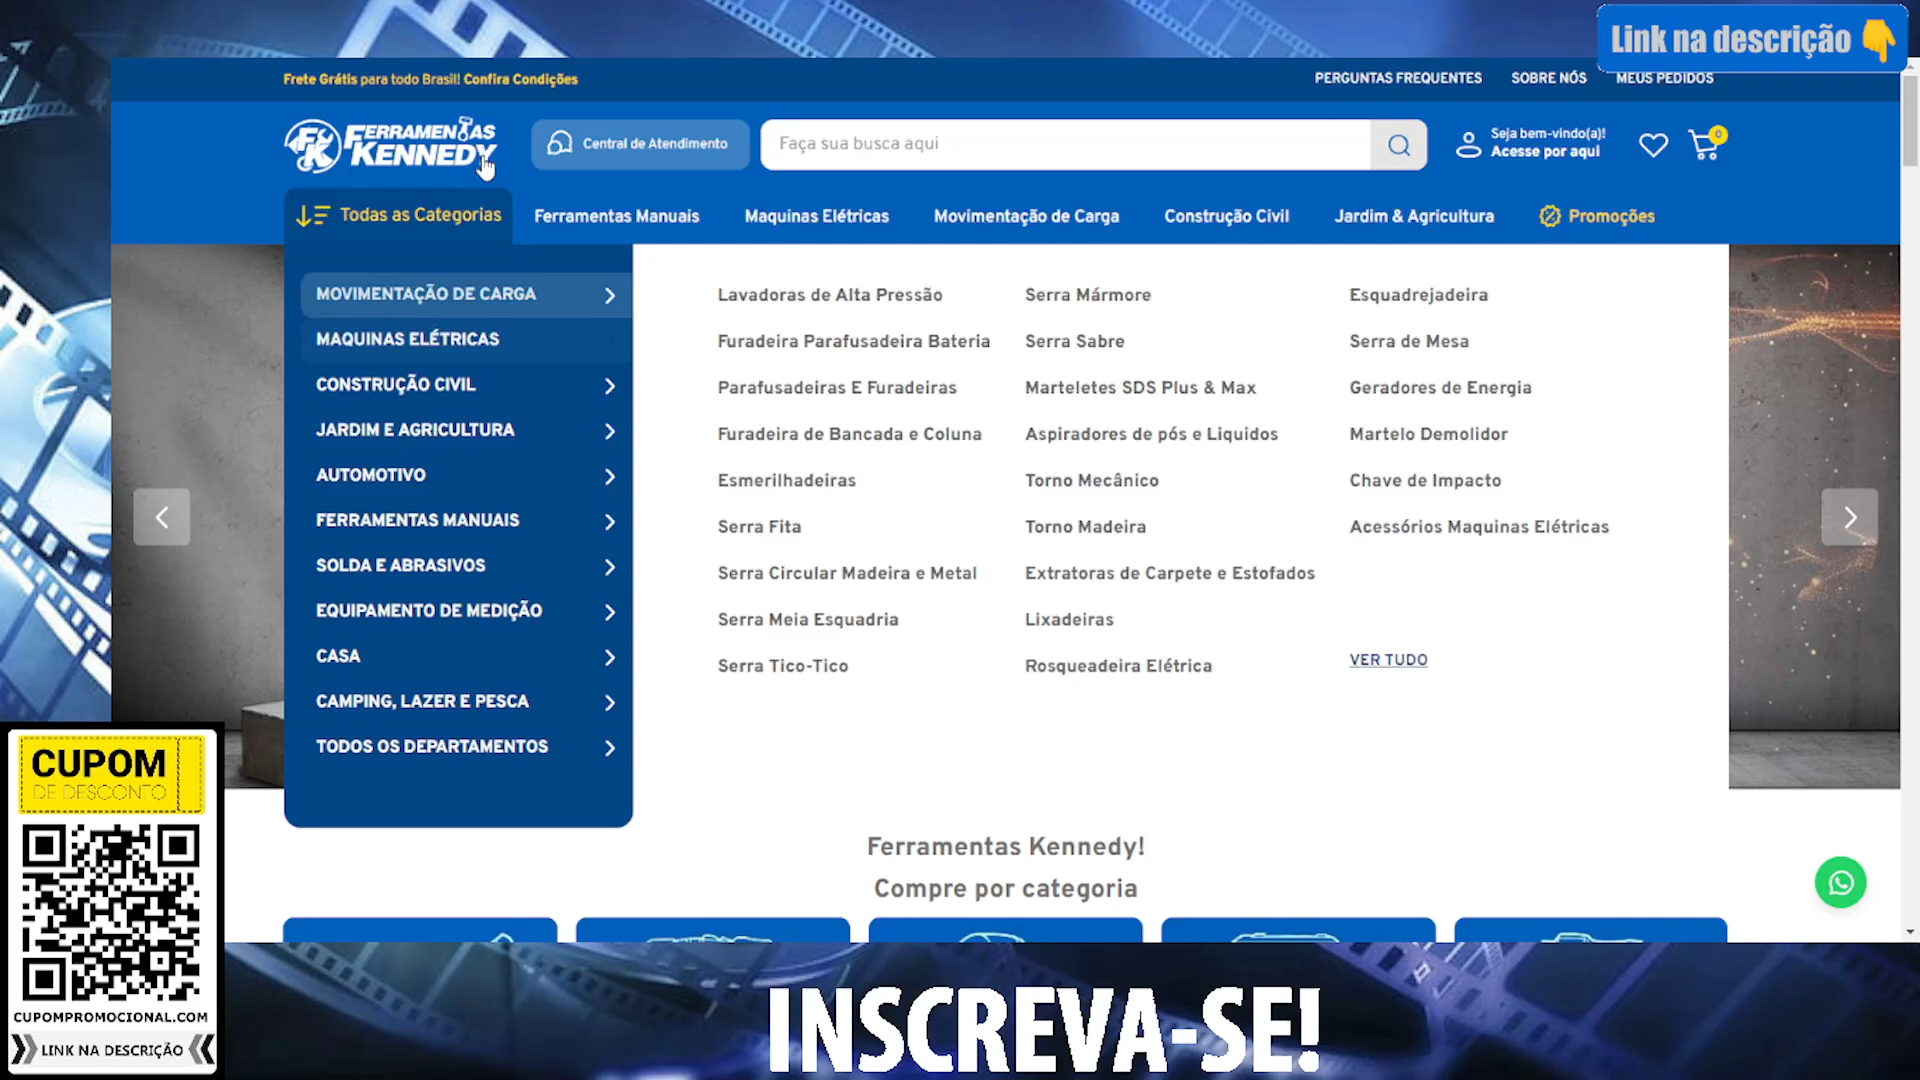 Link na descrição
Frete Grátis para todo Brasil! Confira Condições
PERGUNTAS FREQUENTES
SOBRE NÓS
MEUS PEDIDOS
FERRAMENTAS
KENNEDY
Central de Atendimento
Faça sua busca aqui
Seja bem-vindo(a)!
Acesse por aqui
0
Todas as Categorias
Ferramentas Manuais
Maquinas Elétricas
Movimentação de Carga
Construção Civil
Jardim & Agricultura
Promoções
MOVIMENTAÇÃO DE CARGA
MAQUINAS ELÉTRICAS
CONSTRUÇÃO CIVIL
JARDIM E AGRICULTURA
AUTOMOTIVO
FERRAMENTAS MANUAIS
SOLDA E ABRASIVOS
EQUIPAMENTO DE MEDIÇÃO
CASA
CAMPING, LAZER E PESCA
TODOS OS DEPARTAMENTOS
Lavadoras de Alta Pressão
Furadeira Parafusadeira Bateria
Parafusadeiras E Furadeiras
Furadeira de Bancada e Coluna
Esmerilhadeiras
Serra Fita
Serra Circular Madeira e Metal
Serra Meia Esquadria
Serra Tico-Tico
Serra Mármore
Serra Sabre
Marteletes SDS Plus & Max
Aspiradores de pós e Liquidos
Torno Mecânico
Torno Madeira
Extratoras de Carpete e Estofados
Lixadeiras
Rosqueadeira Elétrica
Esquadrejadeira
Serra de Mesa
Geradores de Energia
Martelo Demolidor
Chave de Impacto
Acessórios Maquinas Elétricas
VER TUDO
Ferramentas Kennedy!
Compre por categoria
CUPOM
DE DESCONTO
CUPOMPROMOCIONAL.COM
LINK NA DESCRIÇÃO
INSCREVA-SE!